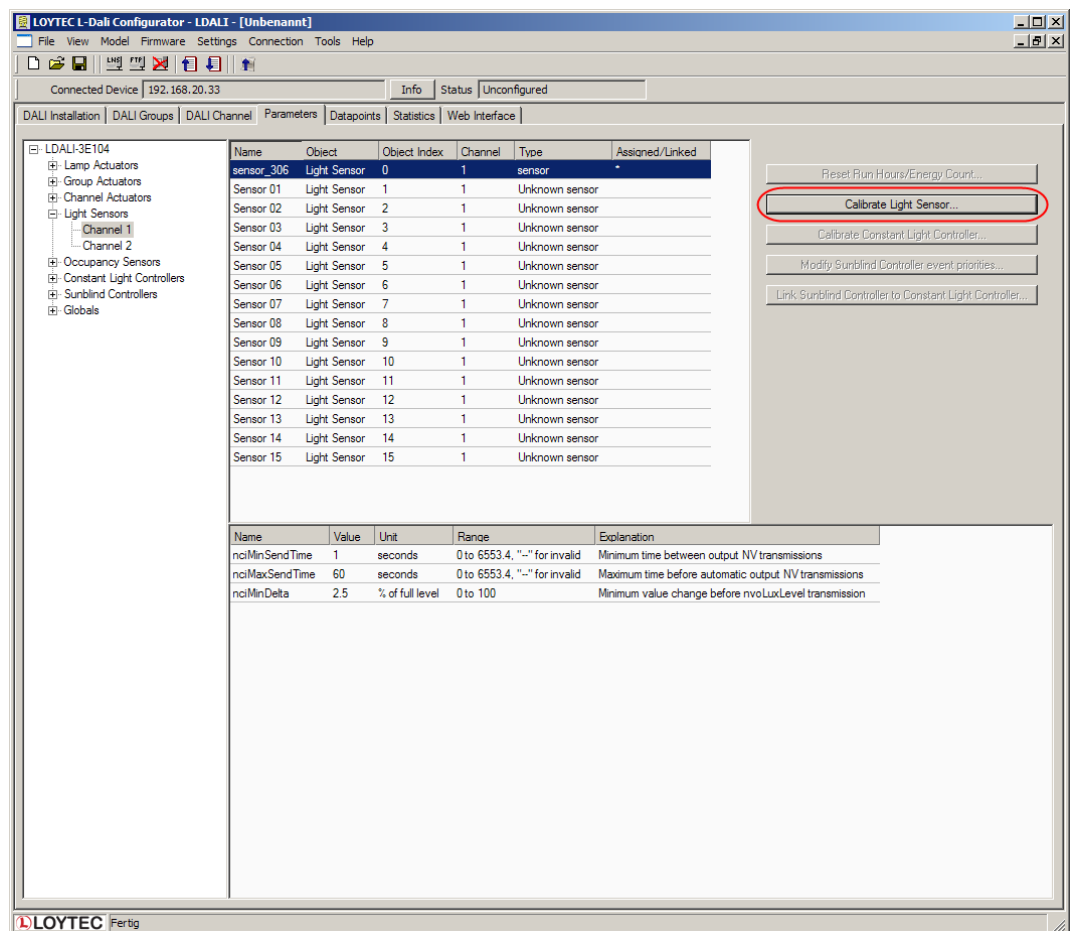 LOYTEC L-Dali Configurator - LDALI - [Unbenannt]
File View Model Firmware Settings Connection Tools Help
LNS FTP
Connected Device 192.168.20.33 Info Status Unconfigured
DALI Installation DALI Groups DALI Channel Parameters Datapoints Statistics Web Interface
LDALI-3E104
Lamp Actuators
Group Actuators
Channel Actuators
Light Sensors
Channel 1
Channel 2
Occupancy Sensors
Constant Light Controllers
Sunblind Controllers
Globals
Name Object Object Index Channel Type Assigned/Linked
sensor_306 Light Sensor 0 1 sensor *
Sensor 01 Light Sensor 1 1 Unknown sensor
Sensor 02 Light Sensor 2 1 Unknown sensor
Sensor 03 Light Sensor 3 1 Unknown sensor
Sensor 04 Light Sensor 4 1 Unknown sensor
Sensor 05 Light Sensor 5 1 Unknown sensor
Sensor 06 Light Sensor 6 1 Unknown sensor
Sensor 07 Light Sensor 7 1 Unknown sensor
Sensor 08 Light Sensor 8 1 Unknown sensor
Sensor 09 Light Sensor 9 1 Unknown sensor
Sensor 10 Light Sensor 10 1 Unknown sensor
Sensor 11 Light Sensor 11 1 Unknown sensor
Sensor 12 Light Sensor 12 1 Unknown sensor
Sensor 13 Light Sensor 13 1 Unknown sensor
Sensor 14 Light Sensor 14 1 Unknown sensor
Sensor 15 Light Sensor 15 1 Unknown sensor
Reset Run Hours/Energy Count...
Calibrate Light Sensor...
Calibrate Constant Light Controller...
Modify Sunblind Controller event priorities...
Link Sunblind Controller to Constant Light Controller...
Name Value Unit Range Explanation
nciMinSendTime 1 seconds 0 to 6553.4, "--" for invalid Minimum time between output NV transmissions
nciMaxSendTime 60 seconds 0 to 6553.4, "--" for invalid Maximum time before automatic output NV transmissions
nciMinDelta 2.5 % of full level 0 to 100 Minimum value change before nvoLuxLevel transmission
LOYTEC Fertig